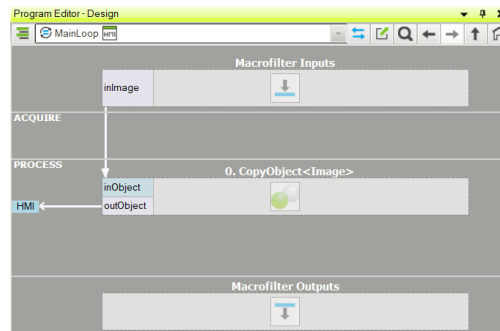 Program Editor - Design
MainLoop HMI
Macrofilter Inputs
inImage
ACQUIRE
PROCESS
0. CopyObject<Image>
inObject
HMI
outObject
Macrofilter Outputs